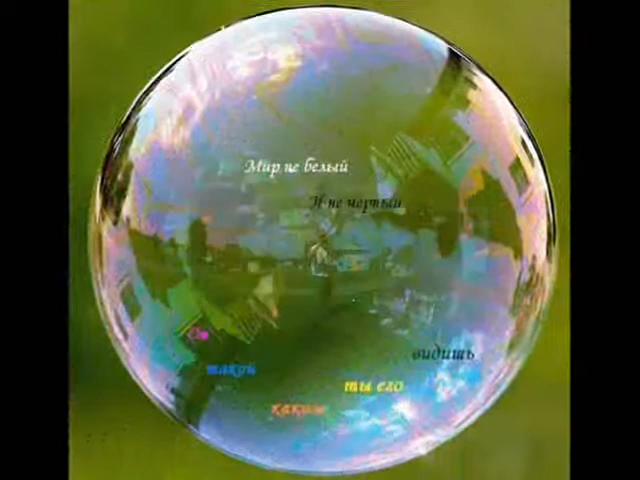 Мир не белый
И не черный
Он
такой
каким
ты его
видишь